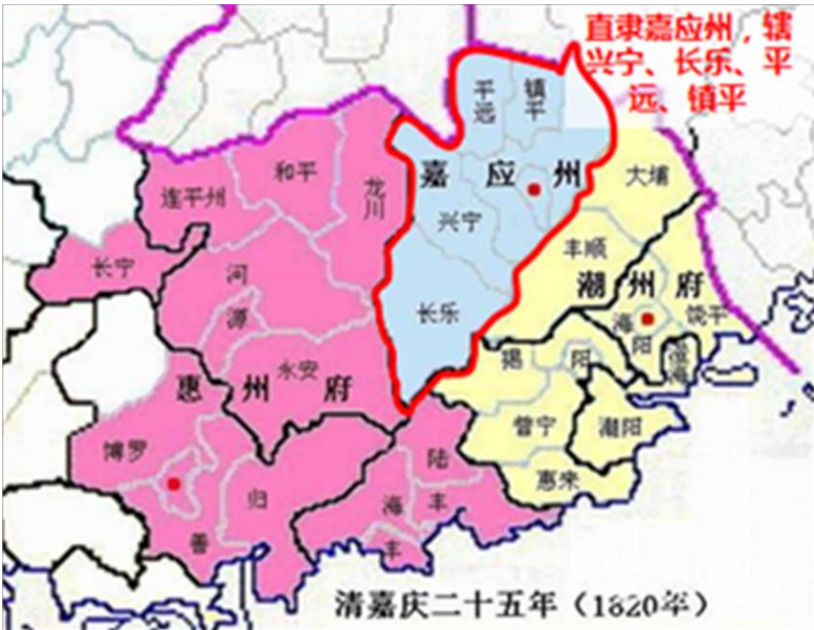 直隶嘉应州，辖
兴宁、长乐、平
远、镇平
平远
镇平
嘉应州
兴宁
长乐
连平州
和平
龙川
长宁
河源
永安
惠州府
博罗
归善
海丰
陆丰
大埔
丰顺
潮州府
海阳
饶平
澄海
揭阳
普宁
潮阳
惠来
清嘉庆二十五年（1820年）